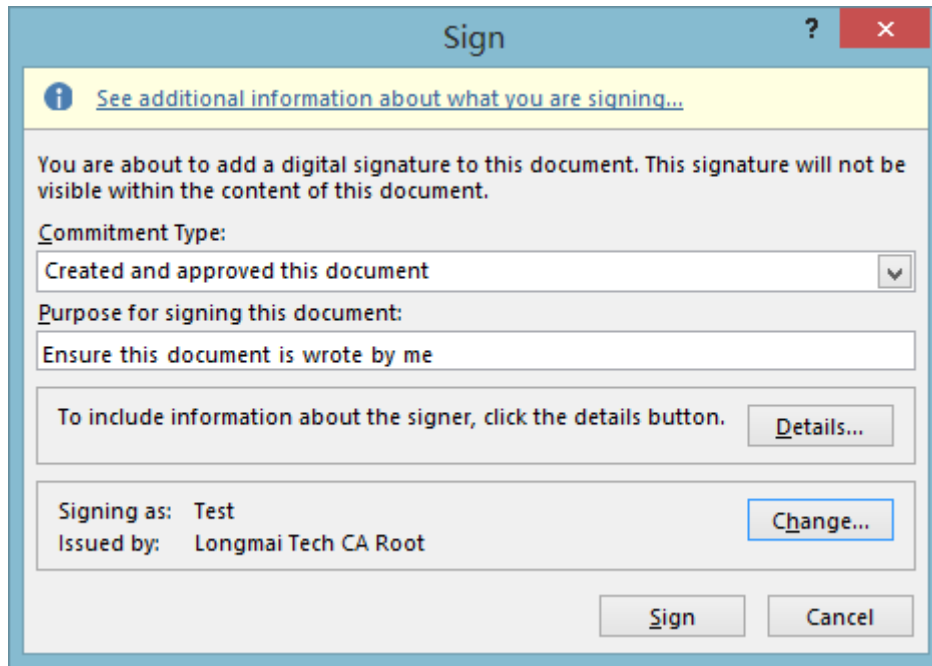 Sign
?
×
i
See additional information about what you are signing...
You are about to add a digital signature to this document. This signature will not be
visible within the content of this document.
Commitment Type:
Created and approved this document
Purpose for signing this document:
Ensure this document is wrote by me
To include information about the signer, click the details button.
Details...
Signing as: Test
Change...
Issued by: Longmai Tech CA Root
Sign
Cancel